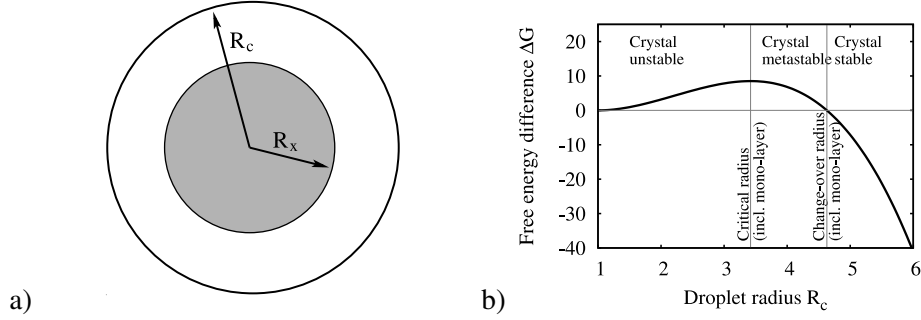 R_c
R_x
a)
Free energy difference ΔG
20
10
0
-10
-20
-30
-40
Crystal
unstable
Crystal
metastable
Crystal
stable
Critical radius
(incl. mono-layer)
Change-over radius
(incl. mono-layer)
1 2 3 4 5 6
Droplet radius R_c
b)